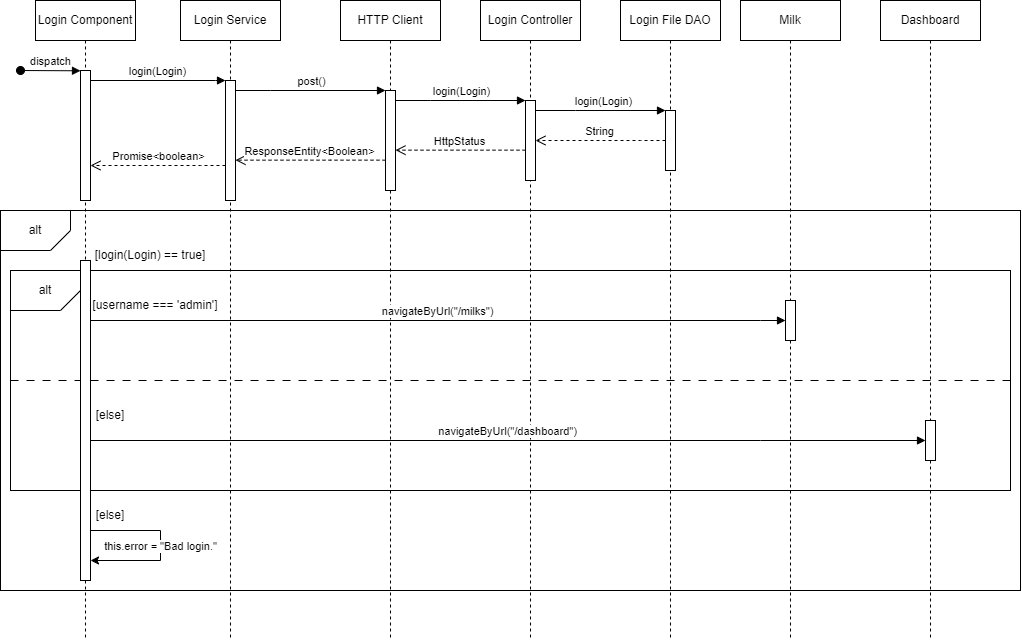 Login Component
Login Service
HTTP Client
Login Controller
Login File DAO
Milk
Dashboard
dispatch
login(Login)
post()
login(Login)
login(Login)
String
HttpStatus
ResponseEntity<Boolean>
Promise<boolean>
alt
[login(Login) == true]
alt
[username === 'admin']
navigateByUrl("/milks")
[else]
navigateByUrl("/dashboard")
[else]
this.error = "Bad login."